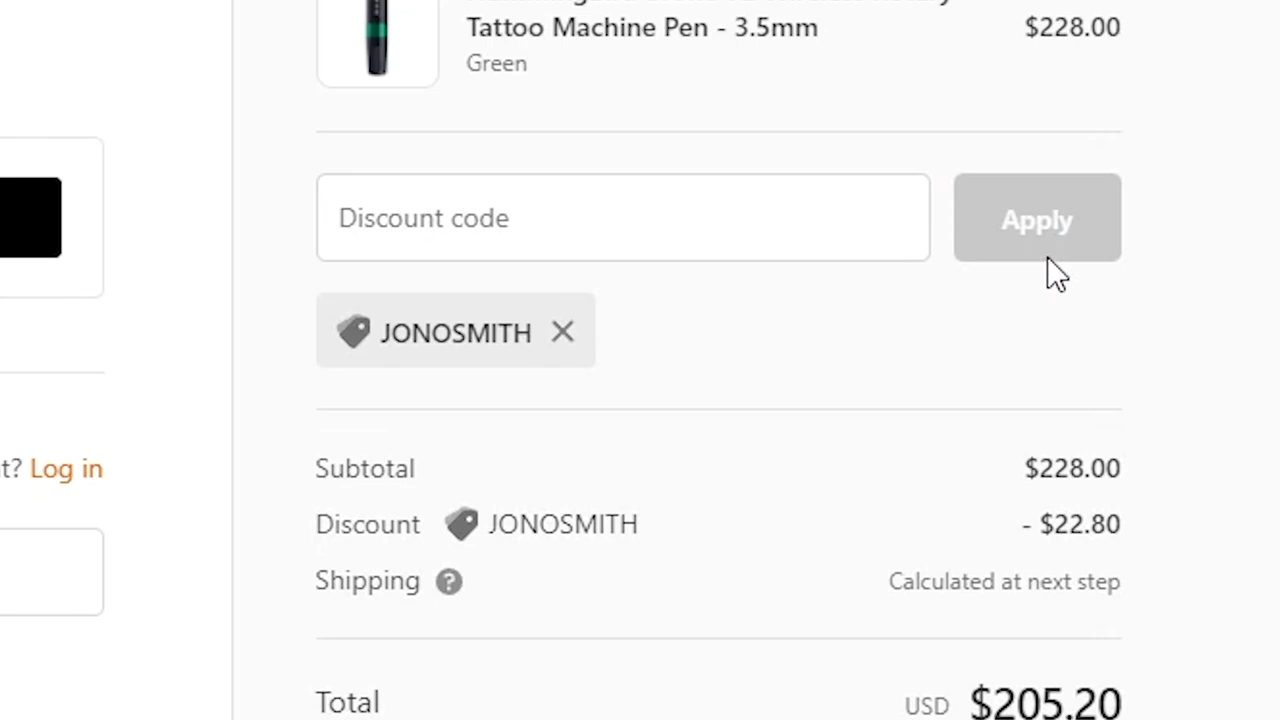 Tattoo Machine Pen - 3.5mm
$228.00
Green
Discount code
Apply
JONOSMITH
t? Log in
Subtotal
$228.00
Discount JONOSMITH
- $22.80
Shipping ?
Calculated at next step
Total
USD $205.20